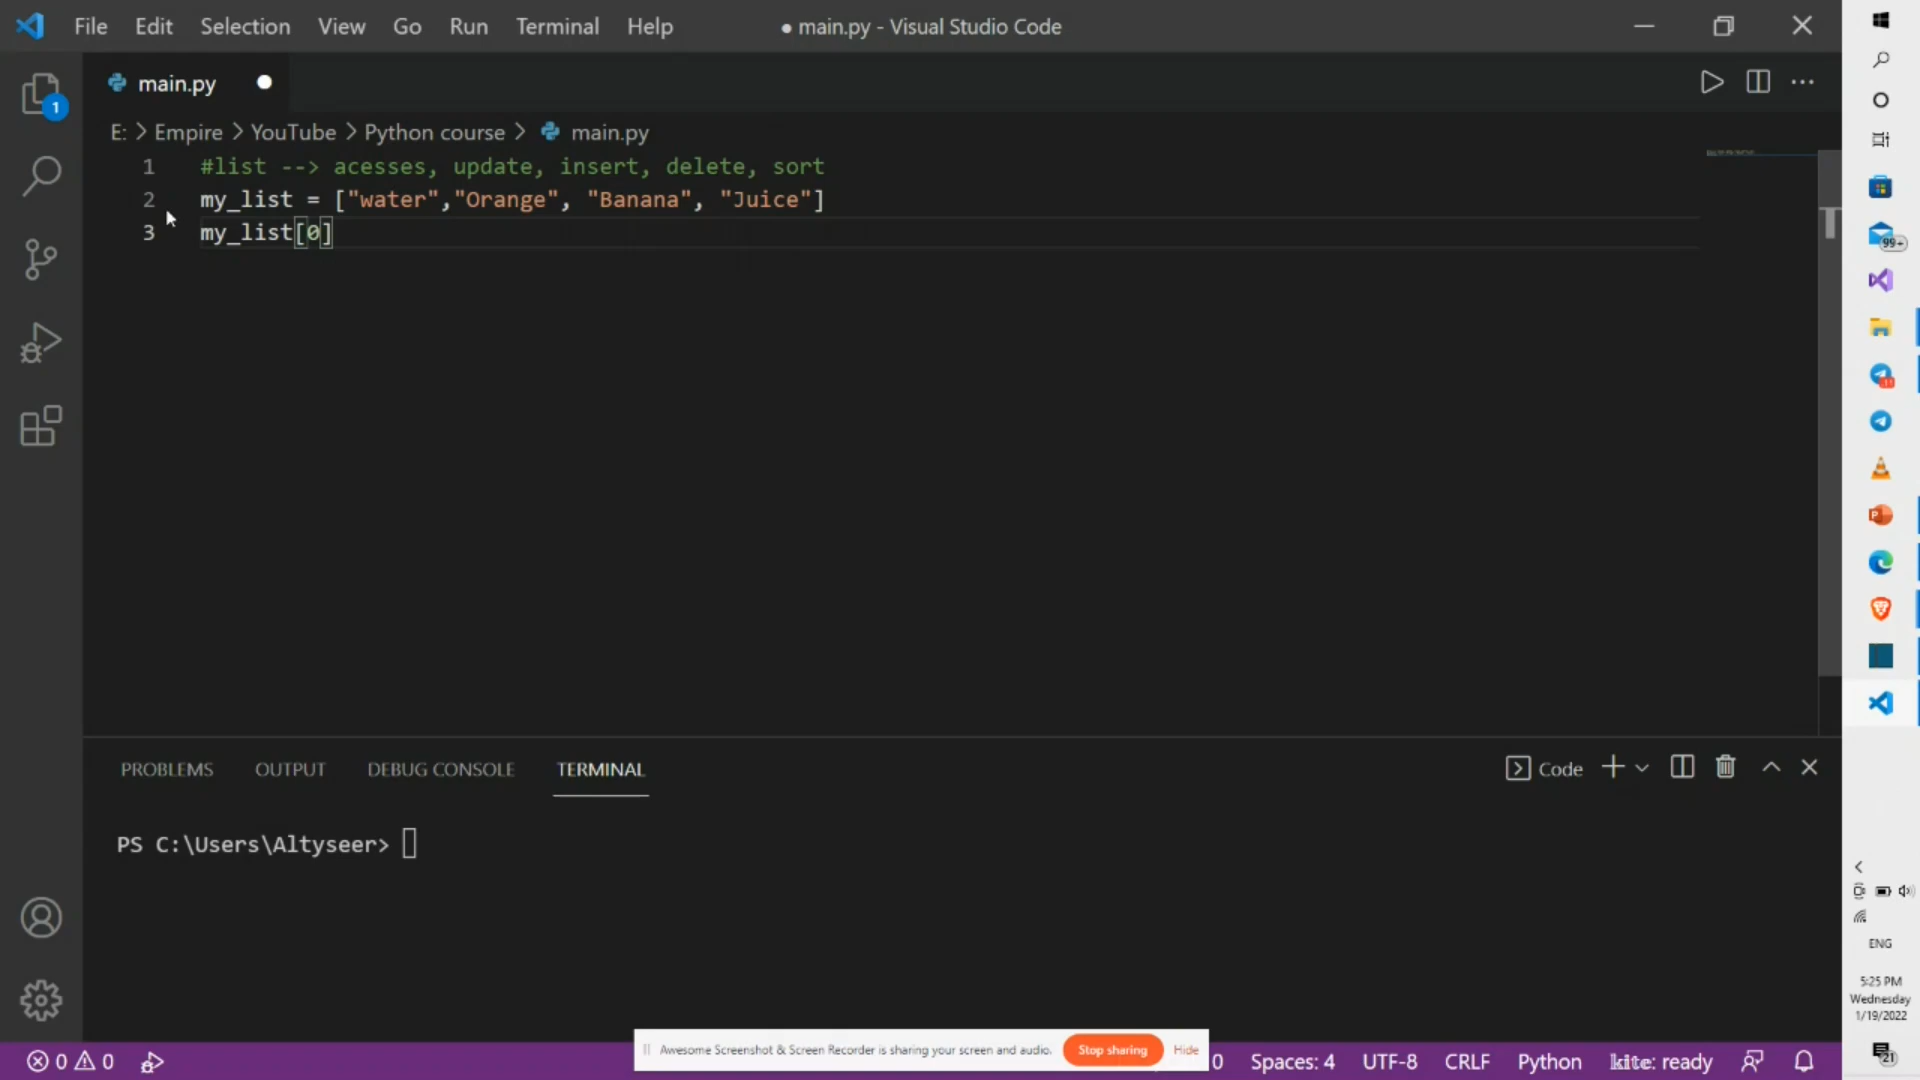 File Edit Selection View Go Run Terminal Help ● main.py - Visual Studio Code
1
main.py
E: > Empire > YouTube > Python course > main.py
1 #list --> acesses, update, insert, delete, sort
2 my_list = ["water","Orange", "Banana", "Juice"]
3 my_list[0]
99+
PROBLEMS OUTPUT DEBUG CONSOLE TERMINAL Code
PS C:\Users\Altyseer>
ENG
5:25 PM
Wednesday
1/19/2022
Awesome Screenshot & Screen Recorder is sharing your screen and audio. Stop sharing Hide
0 0 0 Spaces: 4 UTF-8 CRLF Python kite: ready
21